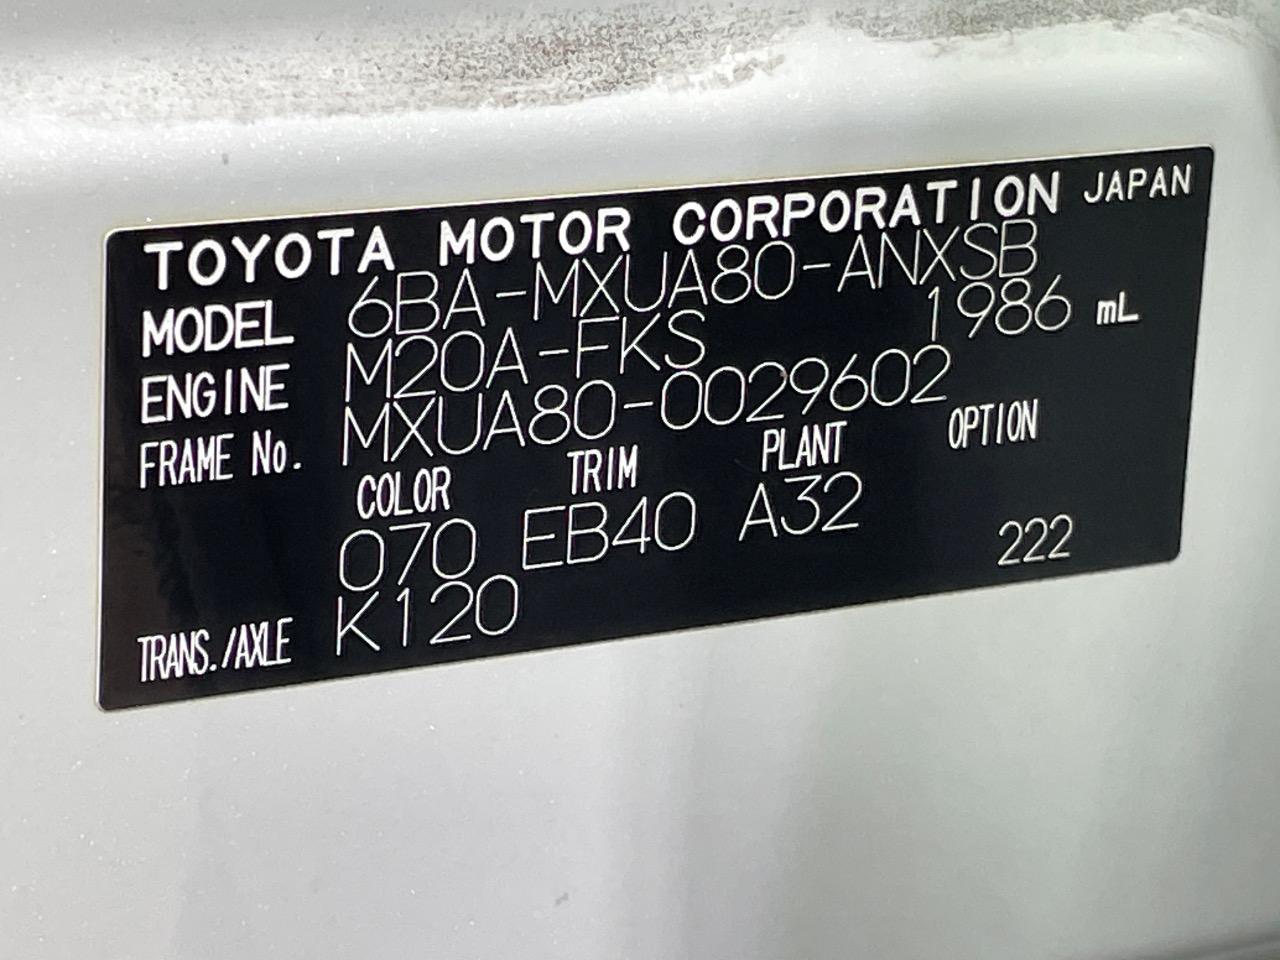 TOYOTA MOTOR CORPORATION JAPAN
MODEL 6BA-MXUA80-ANXSB
ENGINE M20A-FKS 1986 mL
FRAME No. MXUA80-0029602
COLOR TRIM PLANT OPTION
070 EB40 A32
TRANS./AXLE K120 222